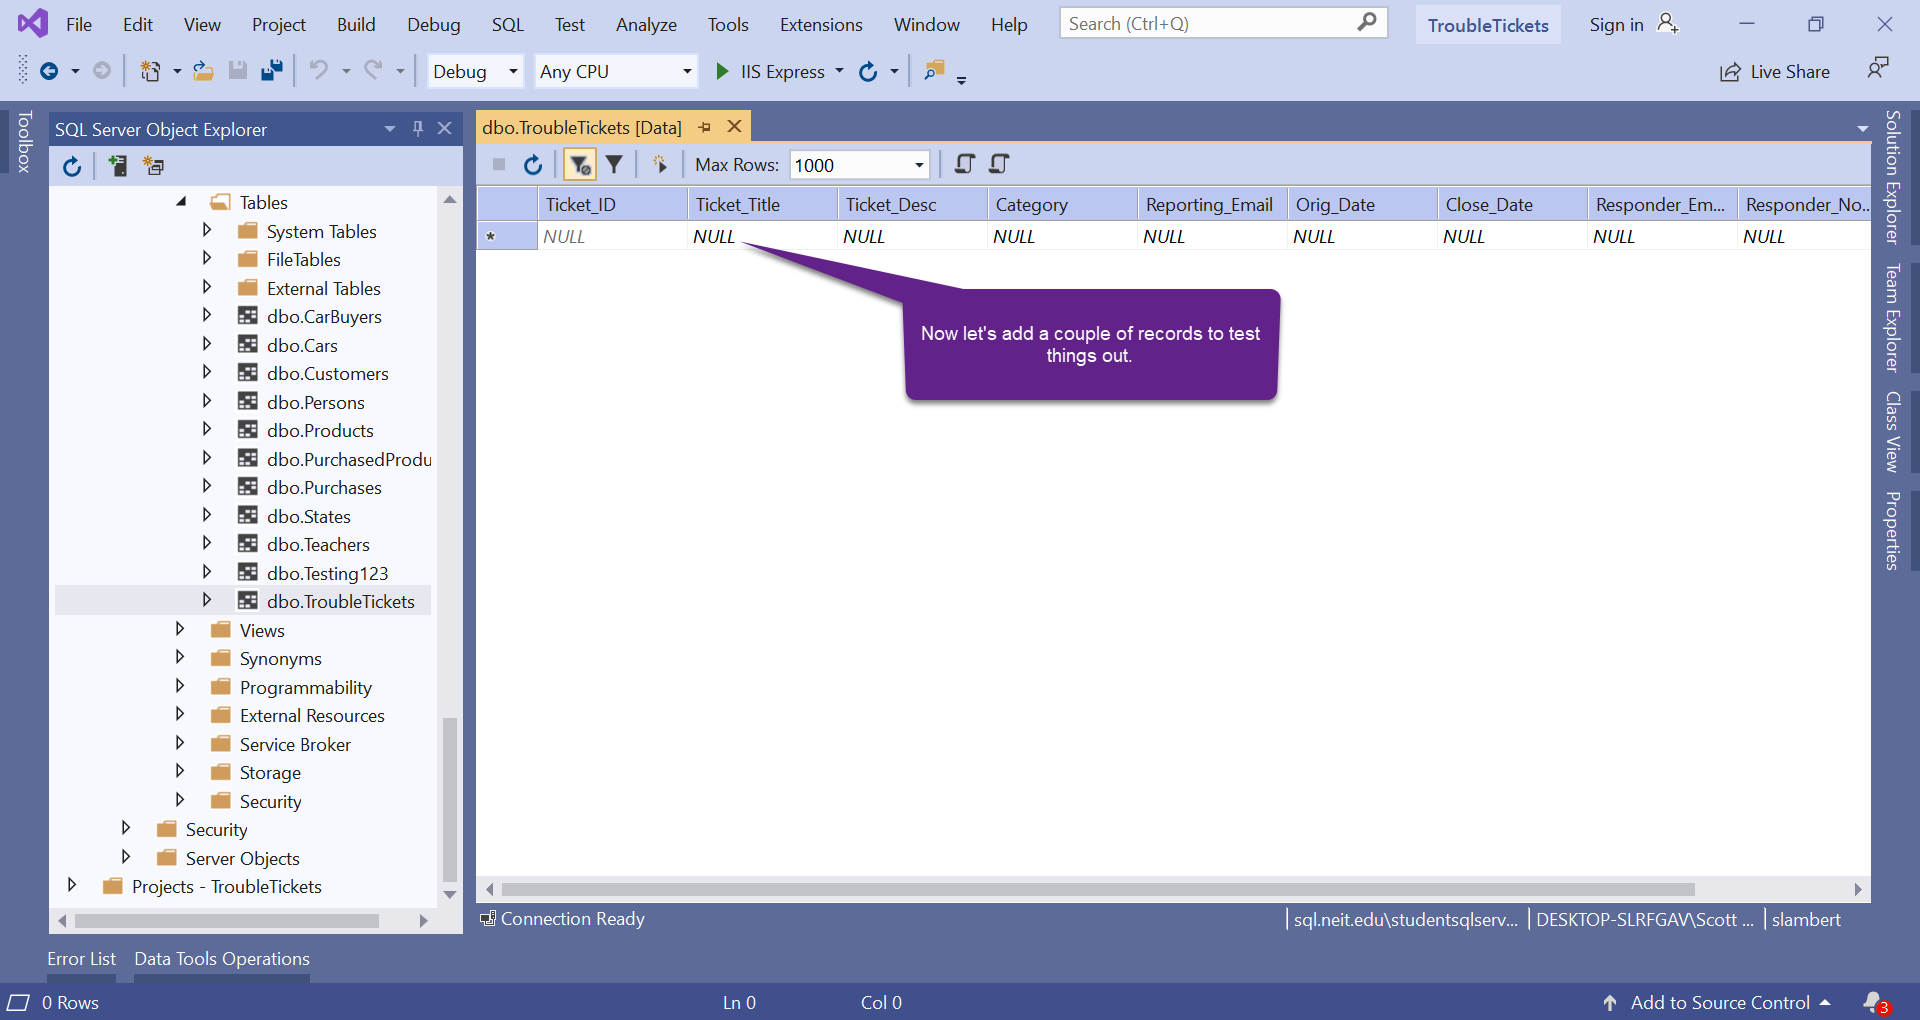 File Edit View Project Build Debug SQL Test Analyze Tools Extensions Window Help Search (Ctrl+Q) TroubleTickets Sign in
Debug Any CPU IIS Express Live Share
Toolbox
SQL Server Object Explorer
Tables
System Tables
FileTables
External Tables
dbo.CarBuyers
dbo.Cars
dbo.Customers
dbo.Persons
dbo.Products
dbo.PurchasedProdu
dbo.Purchases
dbo.States
dbo.Teachers
dbo.Testing123
dbo.TroubleTickets
Views
Synonyms
Programmability
External Resources
Service Broker
Storage
Security
Security
Server Objects
Projects - TroubleTickets
dbo.TroubleTickets [Data]
Max Rows: 1000
Ticket_ID Ticket_Title Ticket_Desc Category Reporting_Email Orig_Date Close_Date Responder_Em... Responder_No...
* NULL NULL NULL NULL NULL NULL NULL NULL NULL
Now let's add a couple of records to test
things out.
Connection Ready sql.neit.edu\studentsqlserv... DESKTOP-SLRFGAV\Scott ... slambert
Solution Explorer
Team Explorer
Class View
Properties
Error List Data Tools Operations
0 Rows Ln 0 Col 0 Add to Source Control 3